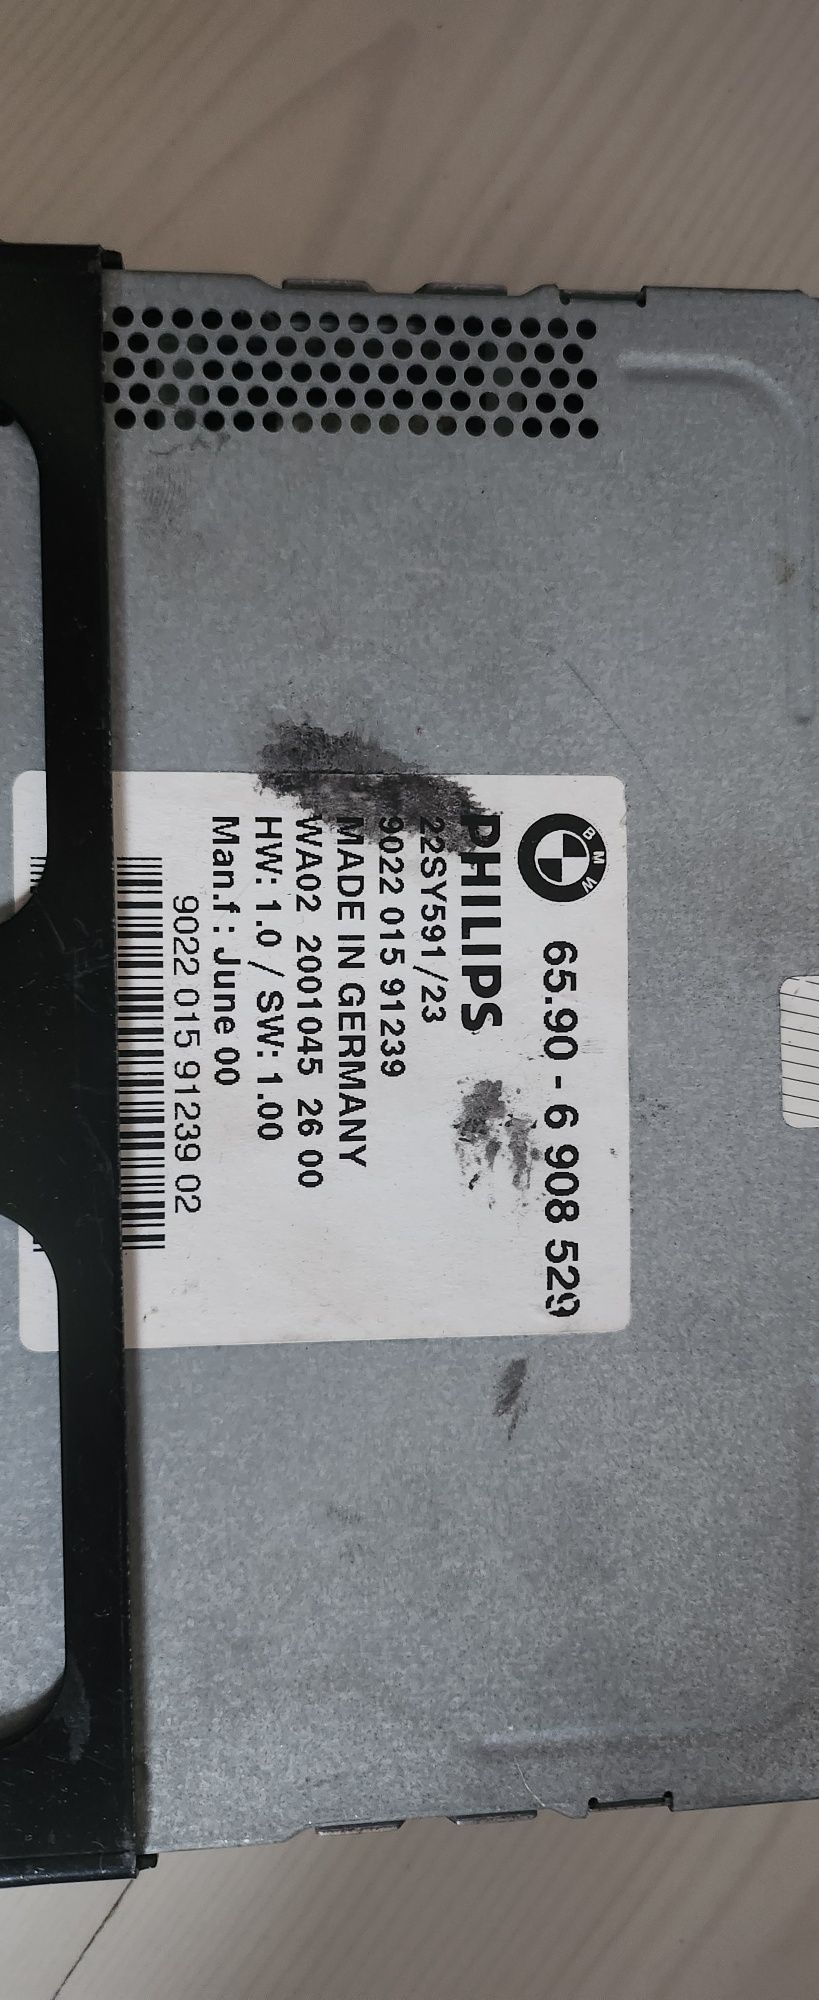 BMW
65.90 - 6 908 529
PHILIPS
22SY591/23
9022 015 91239
MADE IN GERMANY
WA02 2001045 26 00
HW: 1.0 / SW: 1.00
Man.f : June 00
9022 015 91239 02